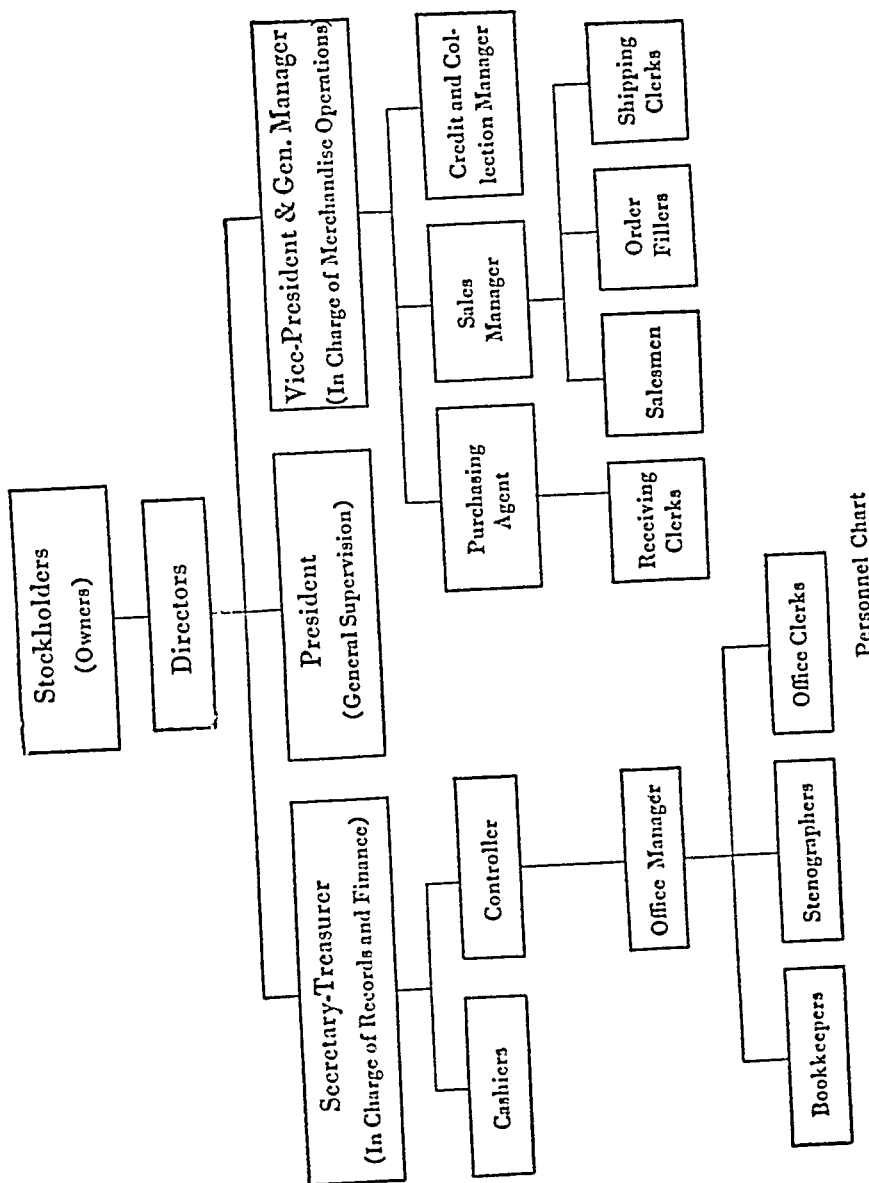 Stockholders
(Owners)
Directors
Secretary-Treasurer
(In Charge of Records and Finance)
President
(General Supervision)
Vice-President & Gen. Manager
(In Charge of Merchandise Operations)
Cashiers
Controller
Purchasing
Agent
Sales
Manager
Credit and Col-
lection Manager
Office Manager
Receiving
Clerks
Salesmen
Order
Fillers
Shipping
Clerks
Bookkeepers
Stenographers
Office Clerks
Personnel Chart